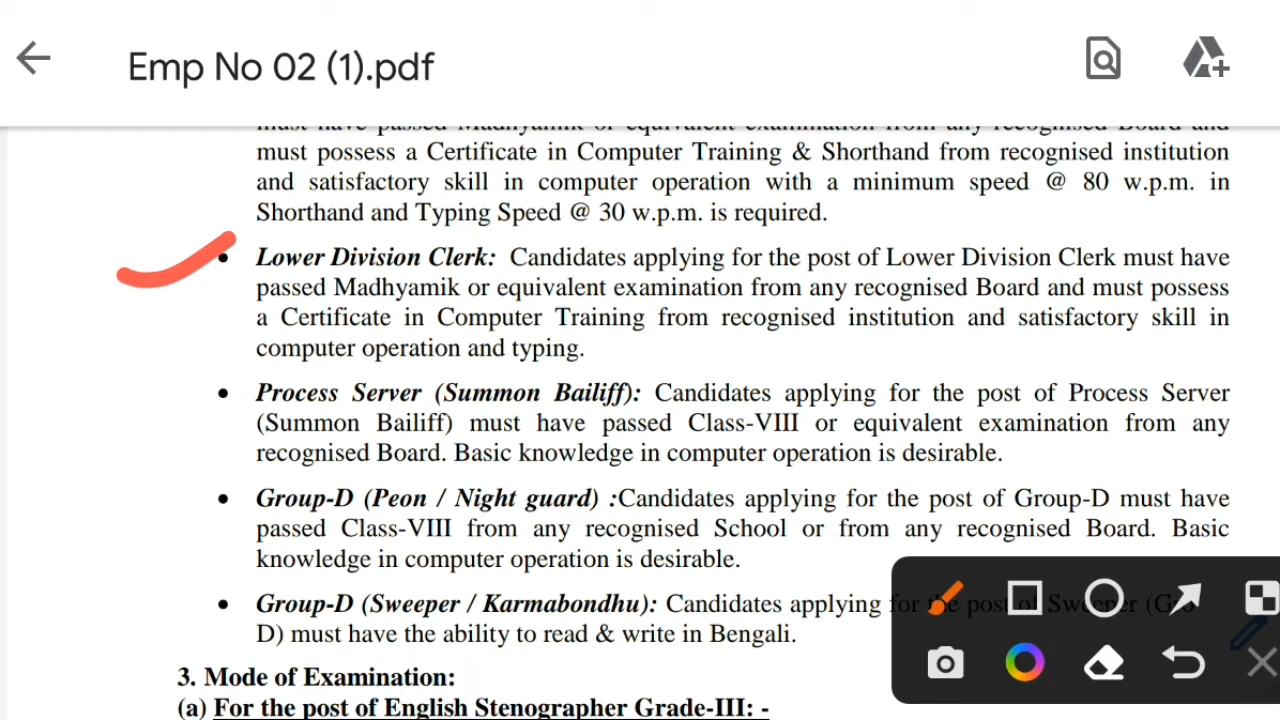 Emp No 02 (1).pdf
must have passed Madhyamik or equivalent examination from any recognised Board and
must possess a Certificate in Computer Training & Shorthand from recognised institution
and satisfactory skill in computer operation with a minimum speed @ 80 w.p.m. in
Shorthand and Typing Speed @ 30 w.p.m. is required.
• Lower Division Clerk: Candidates applying for the post of Lower Division Clerk must have
passed Madhyamik or equivalent examination from any recognised Board and must possess
a Certificate in Computer Training from recognised institution and satisfactory skill in
computer operation and typing.
• Process Server (Summon Bailiff): Candidates applying for the post of Process Server
(Summon Bailiff) must have passed Class-VIII or equivalent examination from any
recognised Board. Basic knowledge in computer operation is desirable.
• Group-D (Peon / Night guard) :Candidates applying for the post of Group-D must have
passed Class-VIII from any recognised School or from any recognised Board. Basic
knowledge in computer operation is desirable.
• Group-D (Sweeper / Karmabondhu): Candidates applying for the post of Sweeper (Gro
D) must have the ability to read & write in Bengali.
3. Mode of Examination:
(a) For the post of English Stenographer Grade-III: -